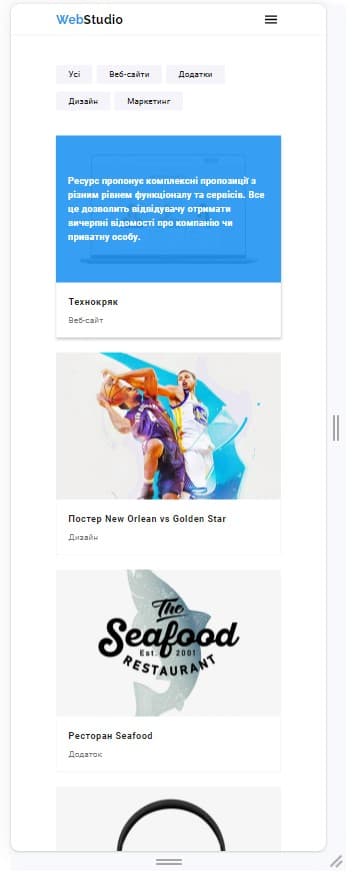 WebStudio
Усі Веб-сайти Додатки
Дизайн Маркетинг
Ресурс пропонує комплексні пропозиції з
різним рівнем функціоналу та сервісів. Все
це дозволить відвідувачу отримати
вичерпні відомості про компанію чи
приватну особу.
Технокряк
Веб-сайт
Постер New Orlean vs Golden Star
Дизайн
The
Seafood
Est. 2001
RESTAURANT
Ресторан Seafood
Додаток